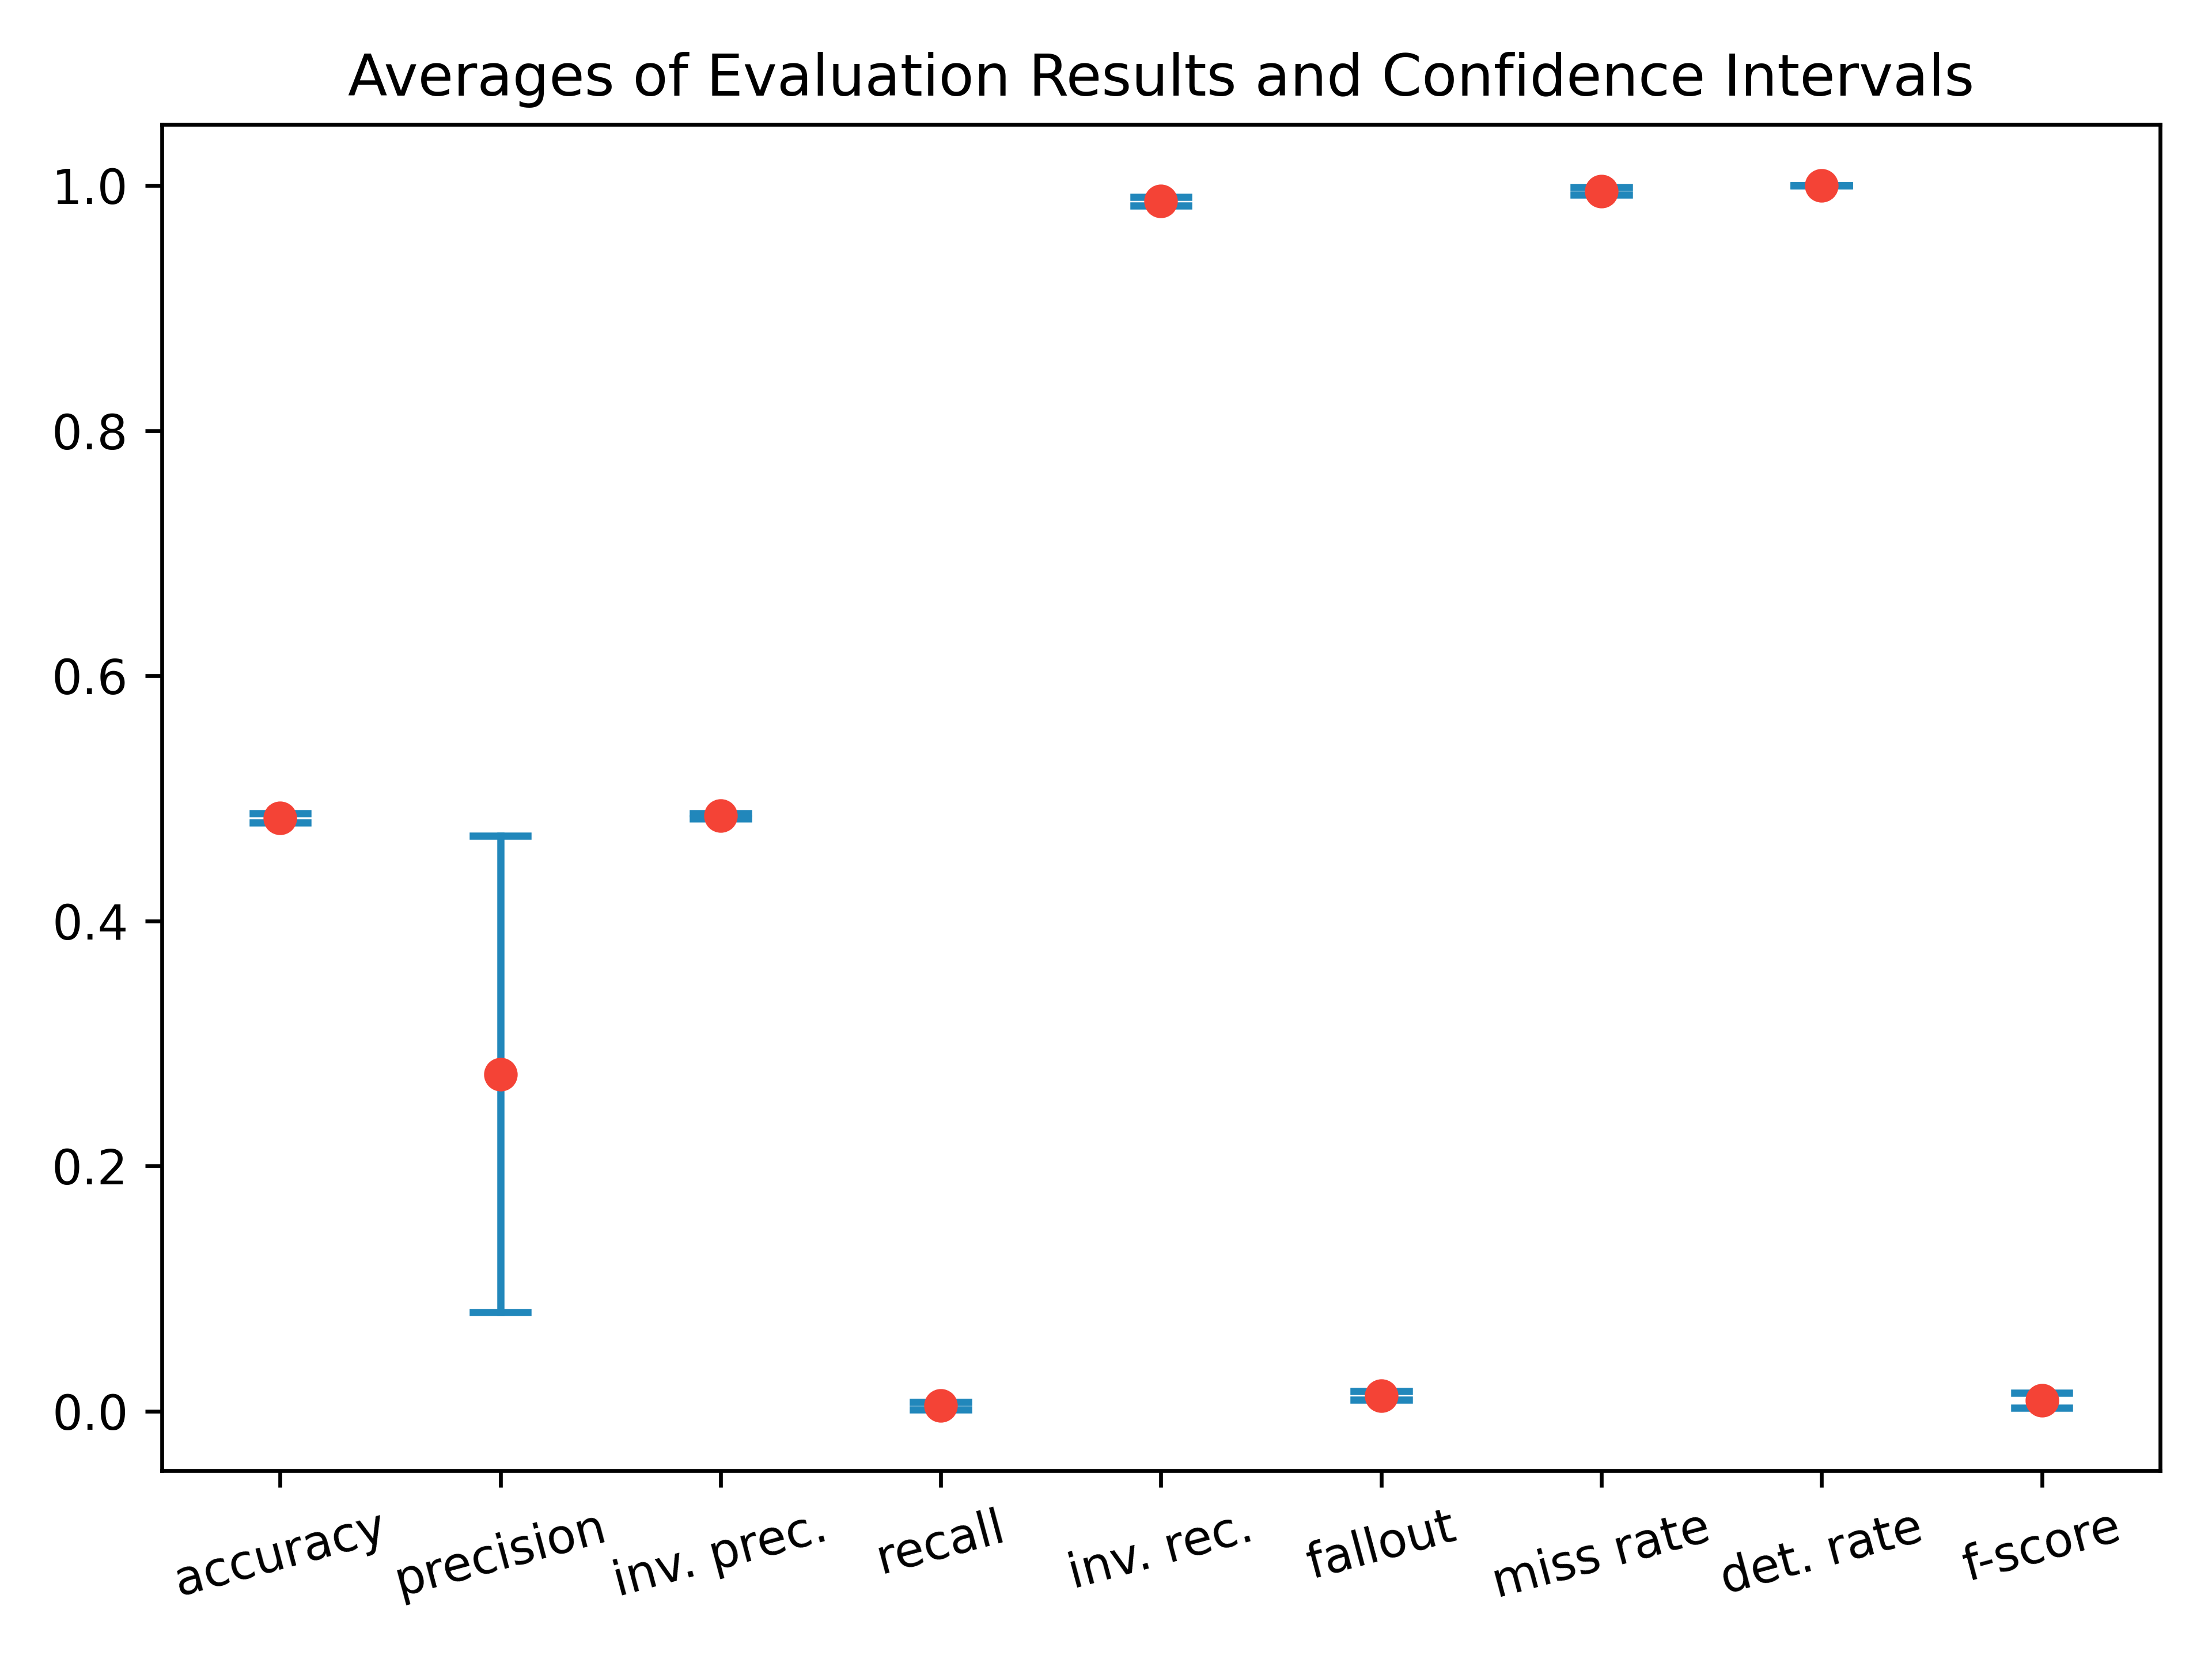 Averages of Evaluation Results and Confidence Intervals
1.0
0.8
0.6
0.4
0.2
0.0
accuracy
precision
inv. prec.
recall
inv. rec.
fallout
miss rate
det. rate
f-score